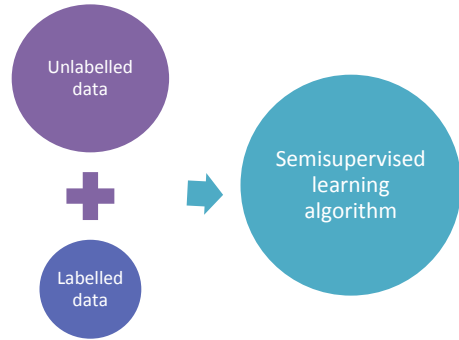 Unlabelled
data
Labelled
data
Semisupervised
learning
algorithm